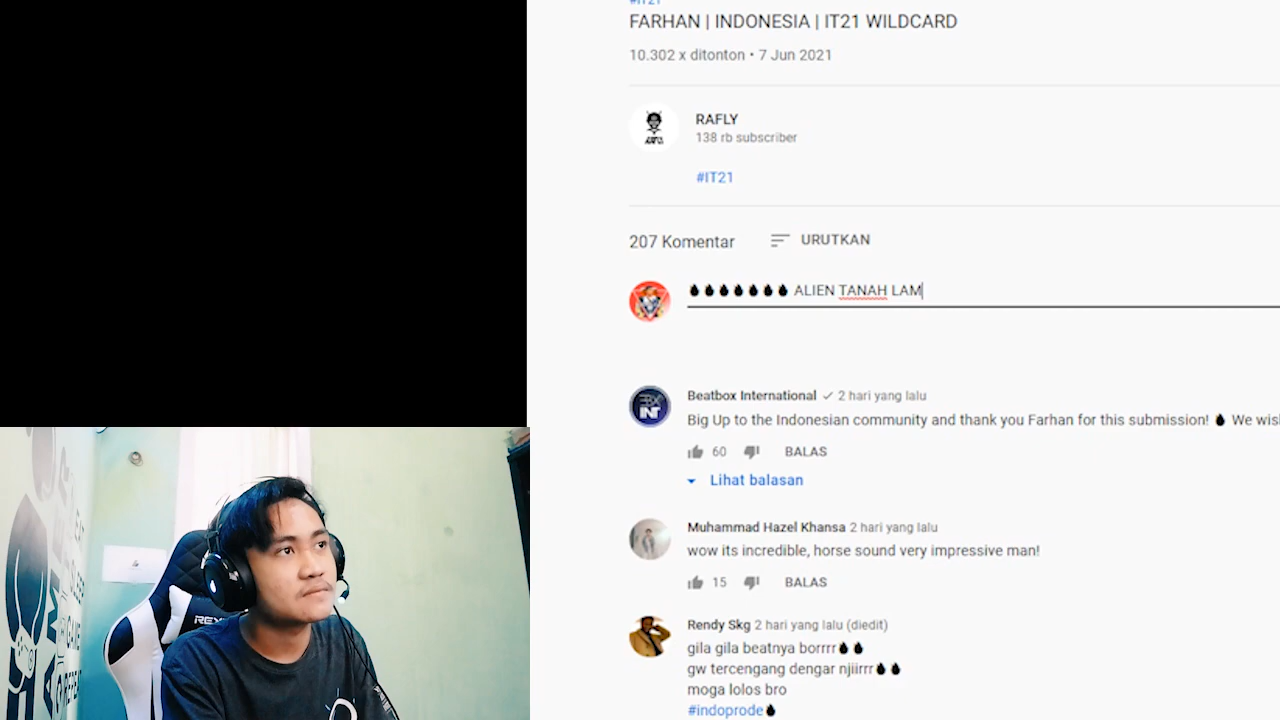 #IT21
FARHAN | INDONESIA | IT21 WILDCARD
10.302 x ditonton • 7 Jun 2021
RAFLY
138 rb subscriber
#IT21
207 Komentar
URUTKAN
ALIEN TANAH LAM
Beatbox International 2 hari yang lalu
Big Up to the Indonesian community and thank you Farhan for this submission! We wis
60 BALAS
Lihat balasan
Muhammad Hazel Khansa 2 hari yang lalu
wow its incredible, horse sound very impressive man!
15 BALAS
Rendy Skg 2 hari yang lalu (diedit)
gila gila beatnya borrrr
gw tercengang dengar njiirrr
moga lolos bro
#indoprode